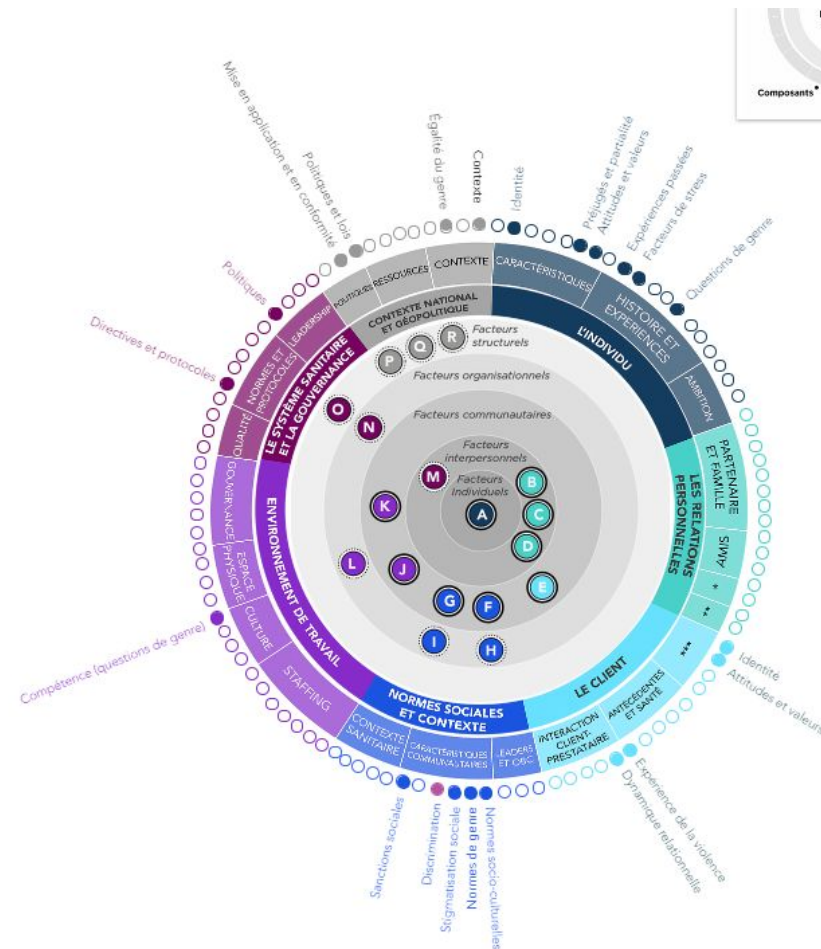 Composants
Mise en application et en conformité
Politiques et lois
Égalité du genre
Contexte
Identité
Préjugés et partialité
Attitudes et valeurs
Expériences passées
Facteurs de stress
Questions de genre
Politiques
Directives et protocoles
POLITIQUES
RESSOURCES
CONTEXTE
CARACTÉRISTIQUES
HISTOIRE ET
EXPÉRIENCES
AMBITION
LEADERSHIP
NORMES ET
PROTOCOLES
QUALITÉ
CONTEXTE NATIONAL
ET GÉOPOLITIQUE
L'INDIVIDU
LE SYSTÈME SANITAIRE
ET LA GOUVERNANCE
Facteurs
structurels
Facteurs organisationnels
Facteurs communautaires
Facteurs
interpersonnels
Facteurs
Individuels
P
Q
R
O
N
M
B
A
C
K
D
L
J
E
G
F
I
H
PARTENAIRE
ET FAMILLE
AMIS
*
**
***
LES RELATIONS
PERSONNELLES
GOUVERNANCE
ESPACE
PHYSIQUE
CULTURE
STAFFING
ENVIRONNEMENT DE TRAVAIL
LE CLIENT
ANTÉCÉDENTES
ET SANTÉ
INTERACTION
CLIENT-
PRESTATAIRE
NORMES SOCIALES
ET CONTEXTE
CONTEXTE
SANITAIRE
CARACTÉRISTIQUES
COMMUNAUTAIRES
LEADERS
ET OBC
Compétence (questions de genre)
Identité
Attitudes et valeurs
Expérience de la violence
Dynamique relationnelle
Sanctions sociales
Discrimination
Stigmatisation sociale
Normes de genre
Normes socio-culturelles